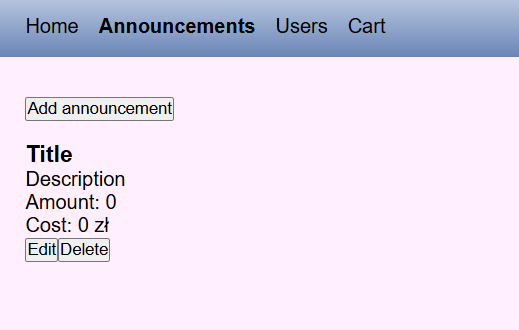 Home Announcements Users Cart
Add announcement
Title
Description
Amount: 0
Cost: 0 zł
Edit Delete